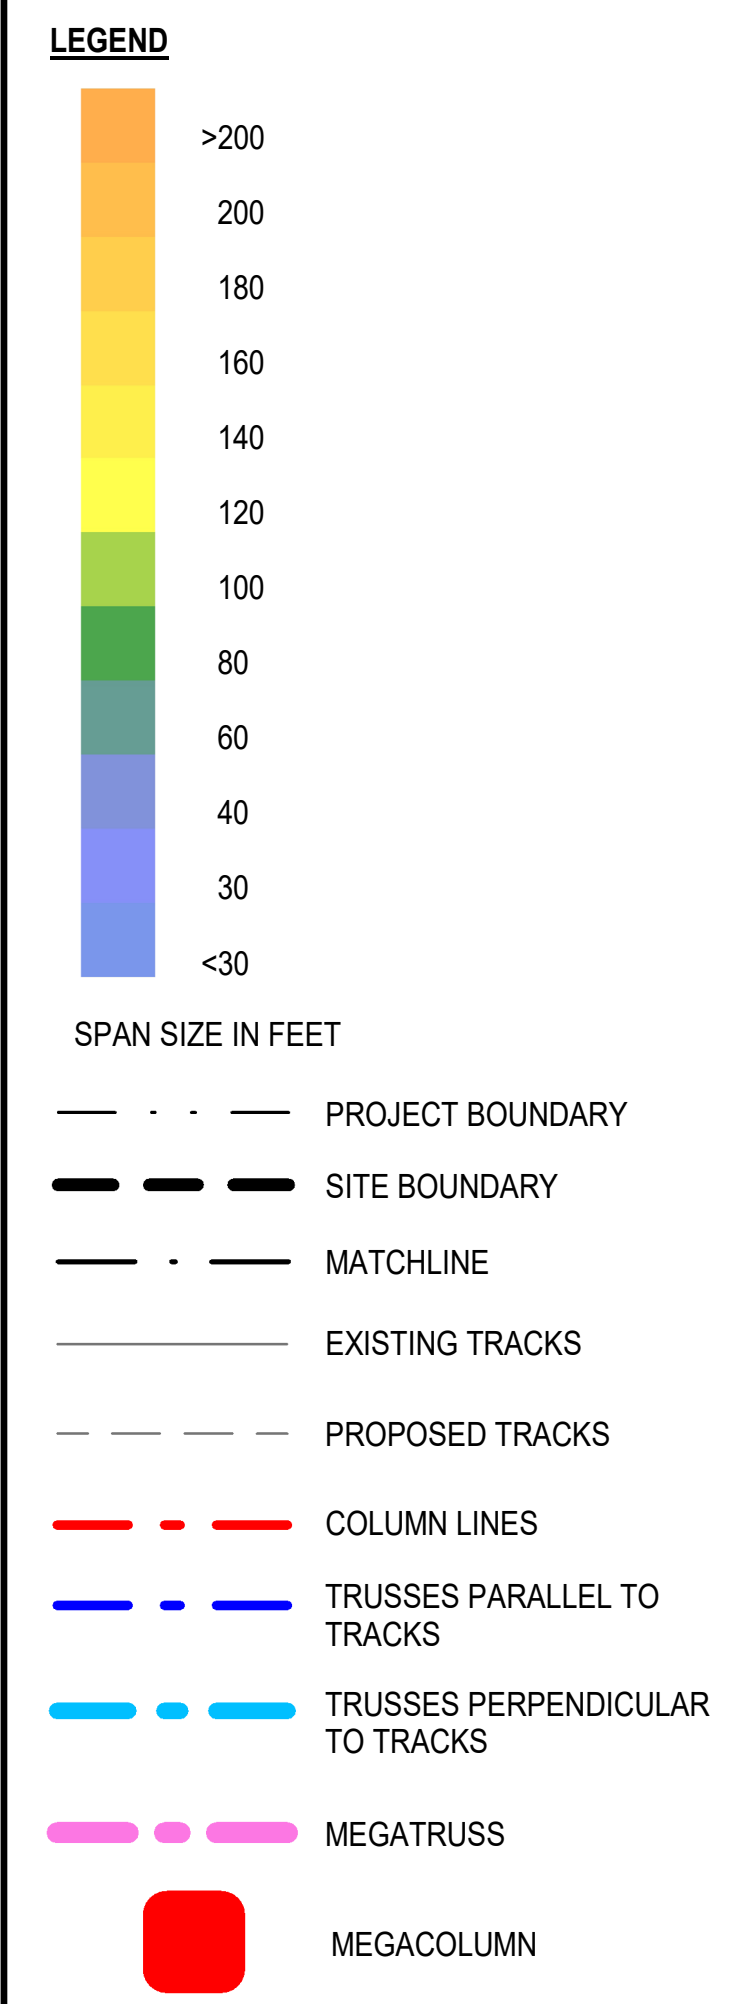 LEGEND
>200
200
180
160
140
120
100
80
60
40
30
<30
SPAN SIZE IN FEET
PROJECT BOUNDARY
SITE BOUNDARY
MATCHLINE
EXISTING TRACKS
PROPOSED TRACKS
COLUMN LINES
TRUSSES PARALLEL TO
TRACKS
TRUSSES PERPENDICULAR
TO TRACKS
MEGATRUSS
MEGACOLUMN